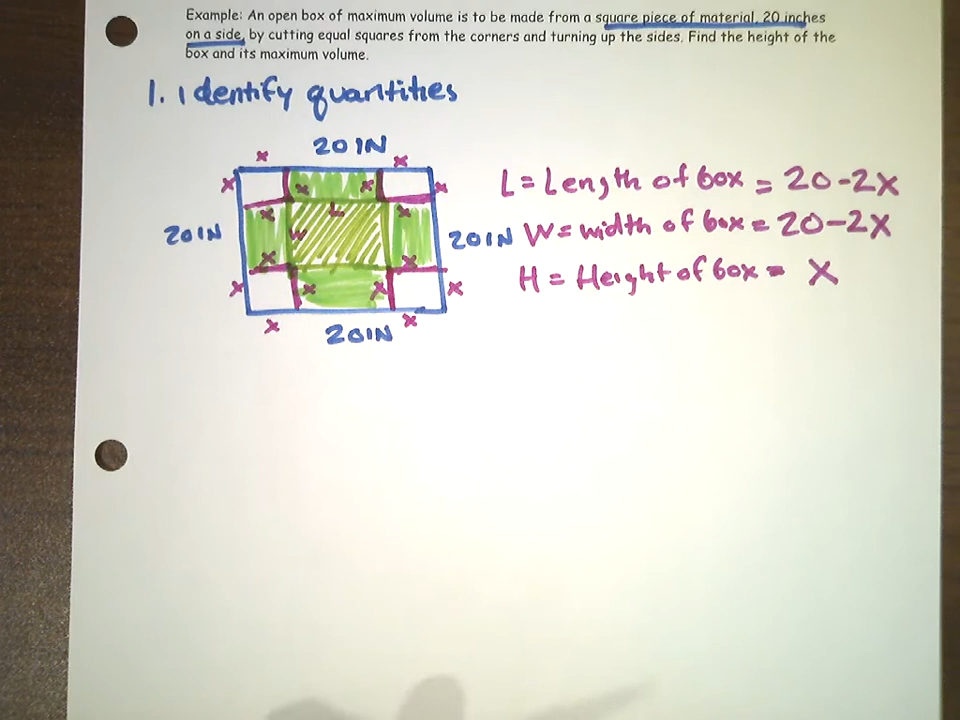 Example: An open box of maximum volume is to be made from a square piece of material, 20 inches
on a side, by cutting equal squares from the corners and turning up the sides. Find the height of the
box and its maximum volume.
1. Identify quantities
20 IN
x x
x x
x x
L = Length of box = 20-2x
x L x
20 IN
W
20 IN
W = width of box = 20-2x
x x
H = Height of box = x
x x x x
x x
20 IN